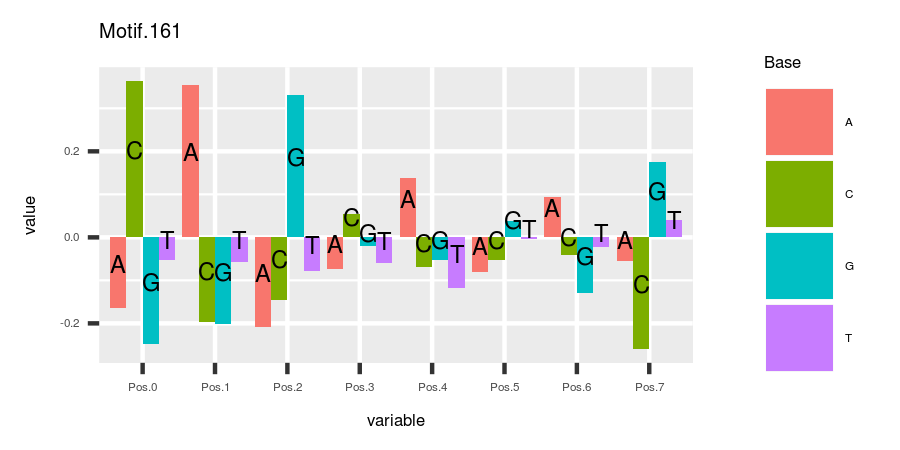 Motif.161
value
0.2
0.0
-0.2
A C G T
A C G T
A C G T
A C G T
A C G T
A C G T
A C G T
A C G T
Pos.0 Pos.1 Pos.2 Pos.3 Pos.4 Pos.5 Pos.6 Pos.7
variable
Base
A
C
G
T